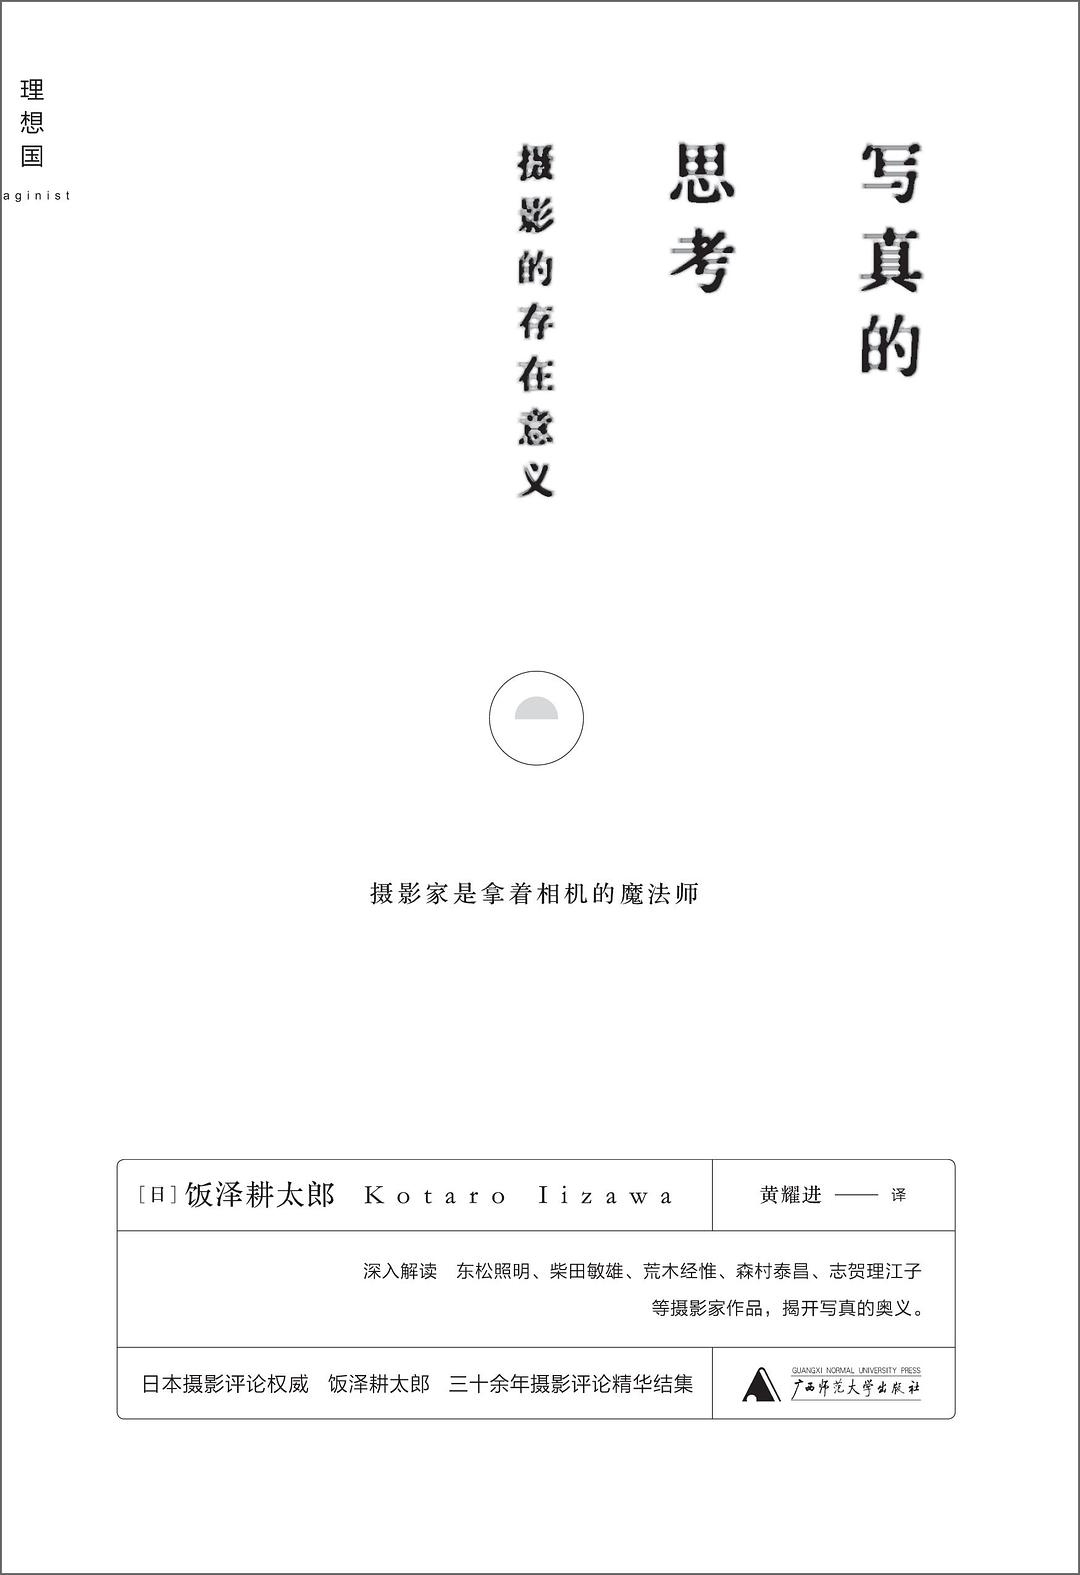 理想国
aginist
写真的
思考
摄影的存在意义
摄影家是拿着相机的魔法师
[日]饭泽耕太郎 Kotaro Iizawa
黄耀进——译
深入解读 东松照明、柴田敏雄、荒木经惟、森村泰昌、志贺理江子
等摄影家作品，揭开写真的奥义。
日本摄影评论权威 饭泽耕太郎 三十余年摄影评论精华结集
GUANGXI NORMAL UNIVERSITY PRESS
广西师范大学出版社